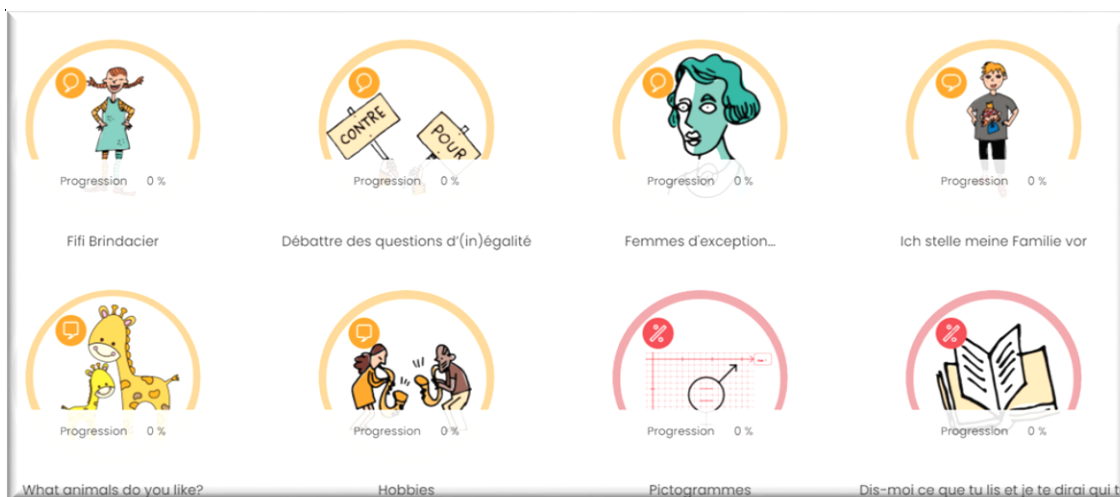 CONTRE
POUR
Progression 0 %
Progression 0 %
Progression 0 %
Progression 0 %
Fifi Brindacier
Débattre des questions d'(in)égalité
Femmes d'exception...
Ich stelle meine Familie vor
Progression 0 %
Progression 0 %
Progression 0 %
Progression 0 %
What animals do you like?
Hobbies
Pictogrammes
Dis-moi ce que tu lis et je te dirai qui